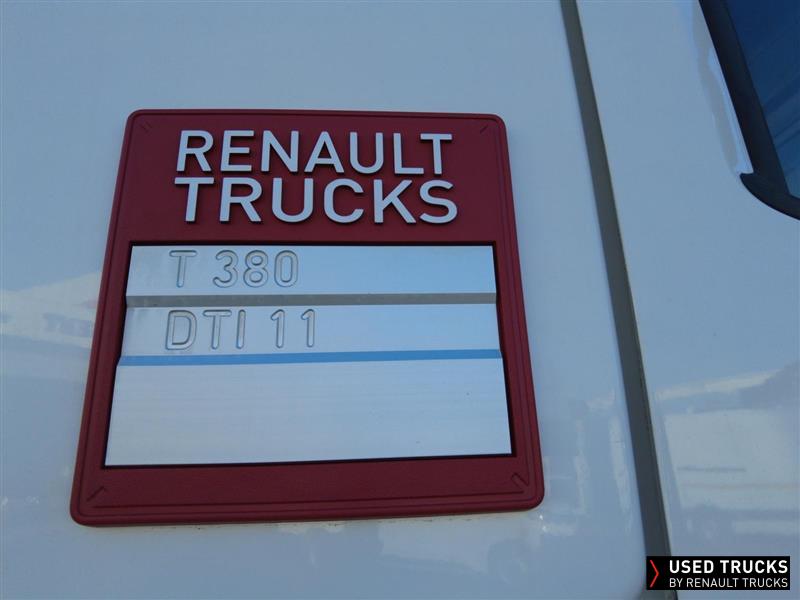 RENAULT
TRUCKS
T 380
DTI 11
USED TRUCKS
BY RENAULT TRUCKS